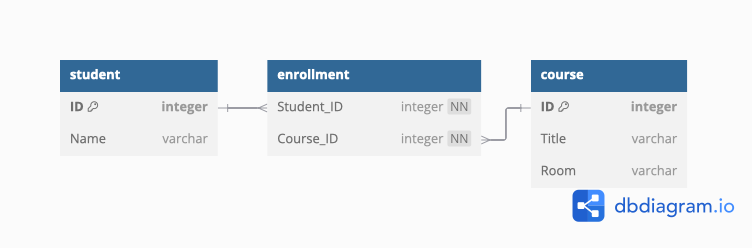 student
ID integer
Name varchar
enrollment
Student_ID integer NN
Course_ID integer NN
course
ID integer
Title varchar
Room varchar
dbdiagram.io